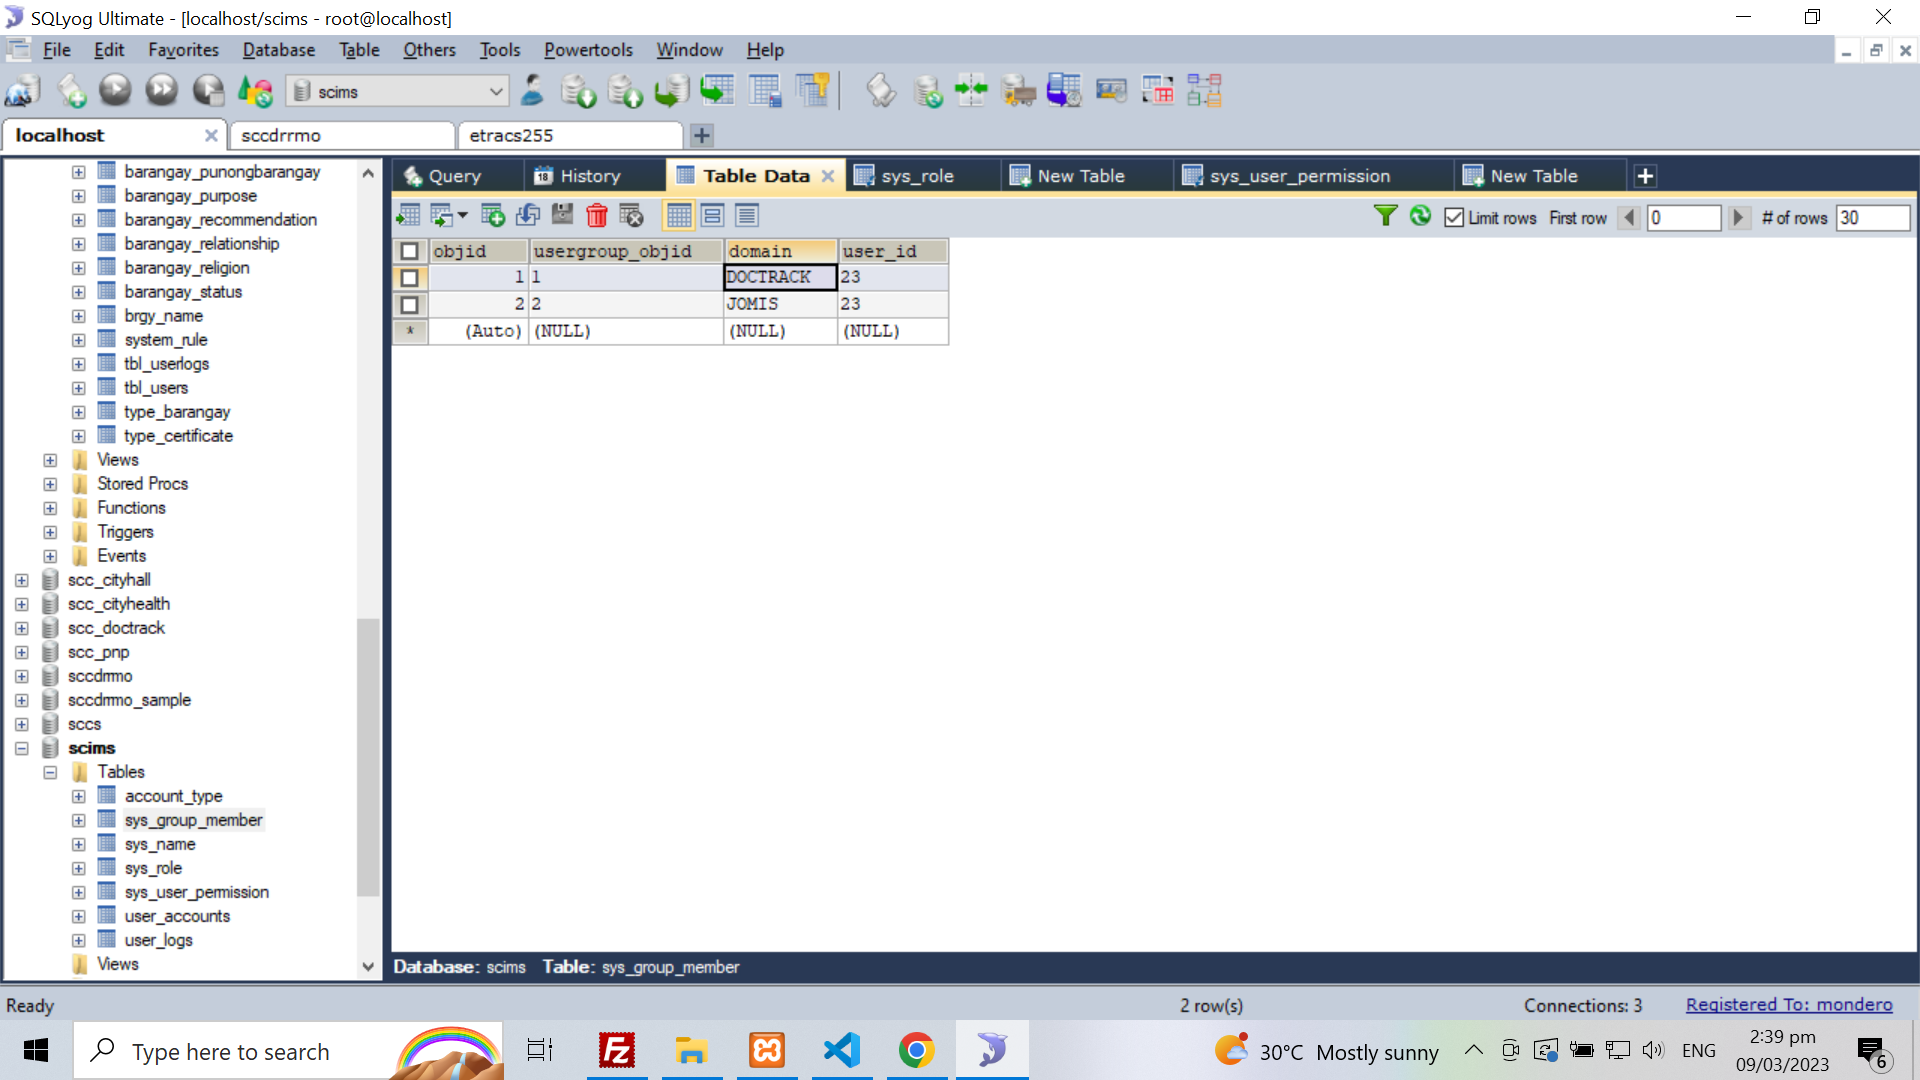 SQLyog Ultimate - [localhost/scims - root@localhost]
File Edit Favorites Database Table Others Tools Powertools Window Help
scims
localhost sccdrrmo etracs255
barangay_punongbarangay
barangay_purpose
barangay_recommendation
barangay_relationship
barangay_religion
barangay_status
brgy_name
system_rule
tbl_userlogs
tbl_users
type_barangay
type_certificate
Views
Stored Procs
Functions
Triggers
Events
scc_cityhall
scc_cityhealth
scc_doctrack
scc_pnp
sccdrrmo
sccdrrmo_sample
sccs
scims
Tables
account_type
sys_group_member
sys_name
sys_role
sys_user_permission
user_accounts
user_logs
Views
Query 18 History Table Data sys_role New Table sys_user_permission New Table
Limit rows First row 0 # of rows 30
objid usergroup_objid domain user_id
1 1 DOCTRACK 23
2 2 JOMIS 23
* (Auto) (NULL) (NULL) (NULL)
Database: scims Table: sys_group_member
Ready 2 row(s) Connections: 3 Registered To: mondero
Type here to search
30°C Mostly sunny ENG 2:39 pm
09/03/2023
6